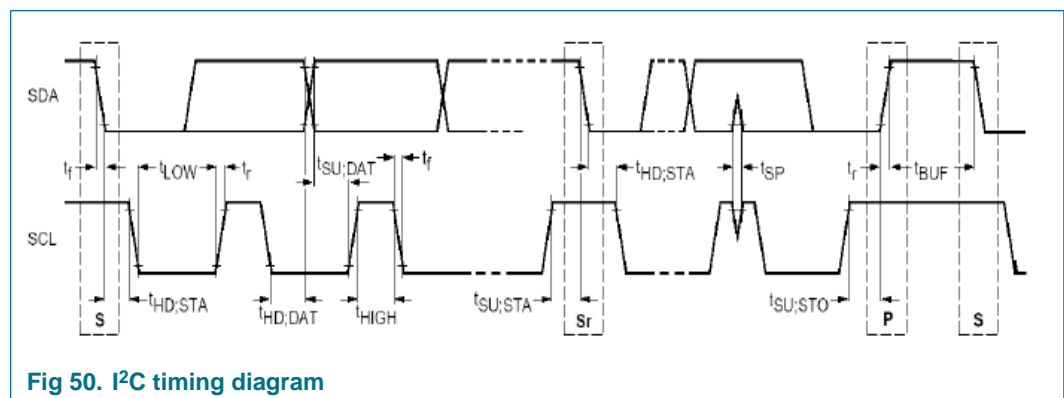 SDA
tf tLOW tr tSU;DAT tf tHD;STA tSP tr tBUF
SCL
tHD;STA tHD;DAT tHIGH tSU;STA tSU;STO
S Sr P S
Fig 50. I²C timing diagram